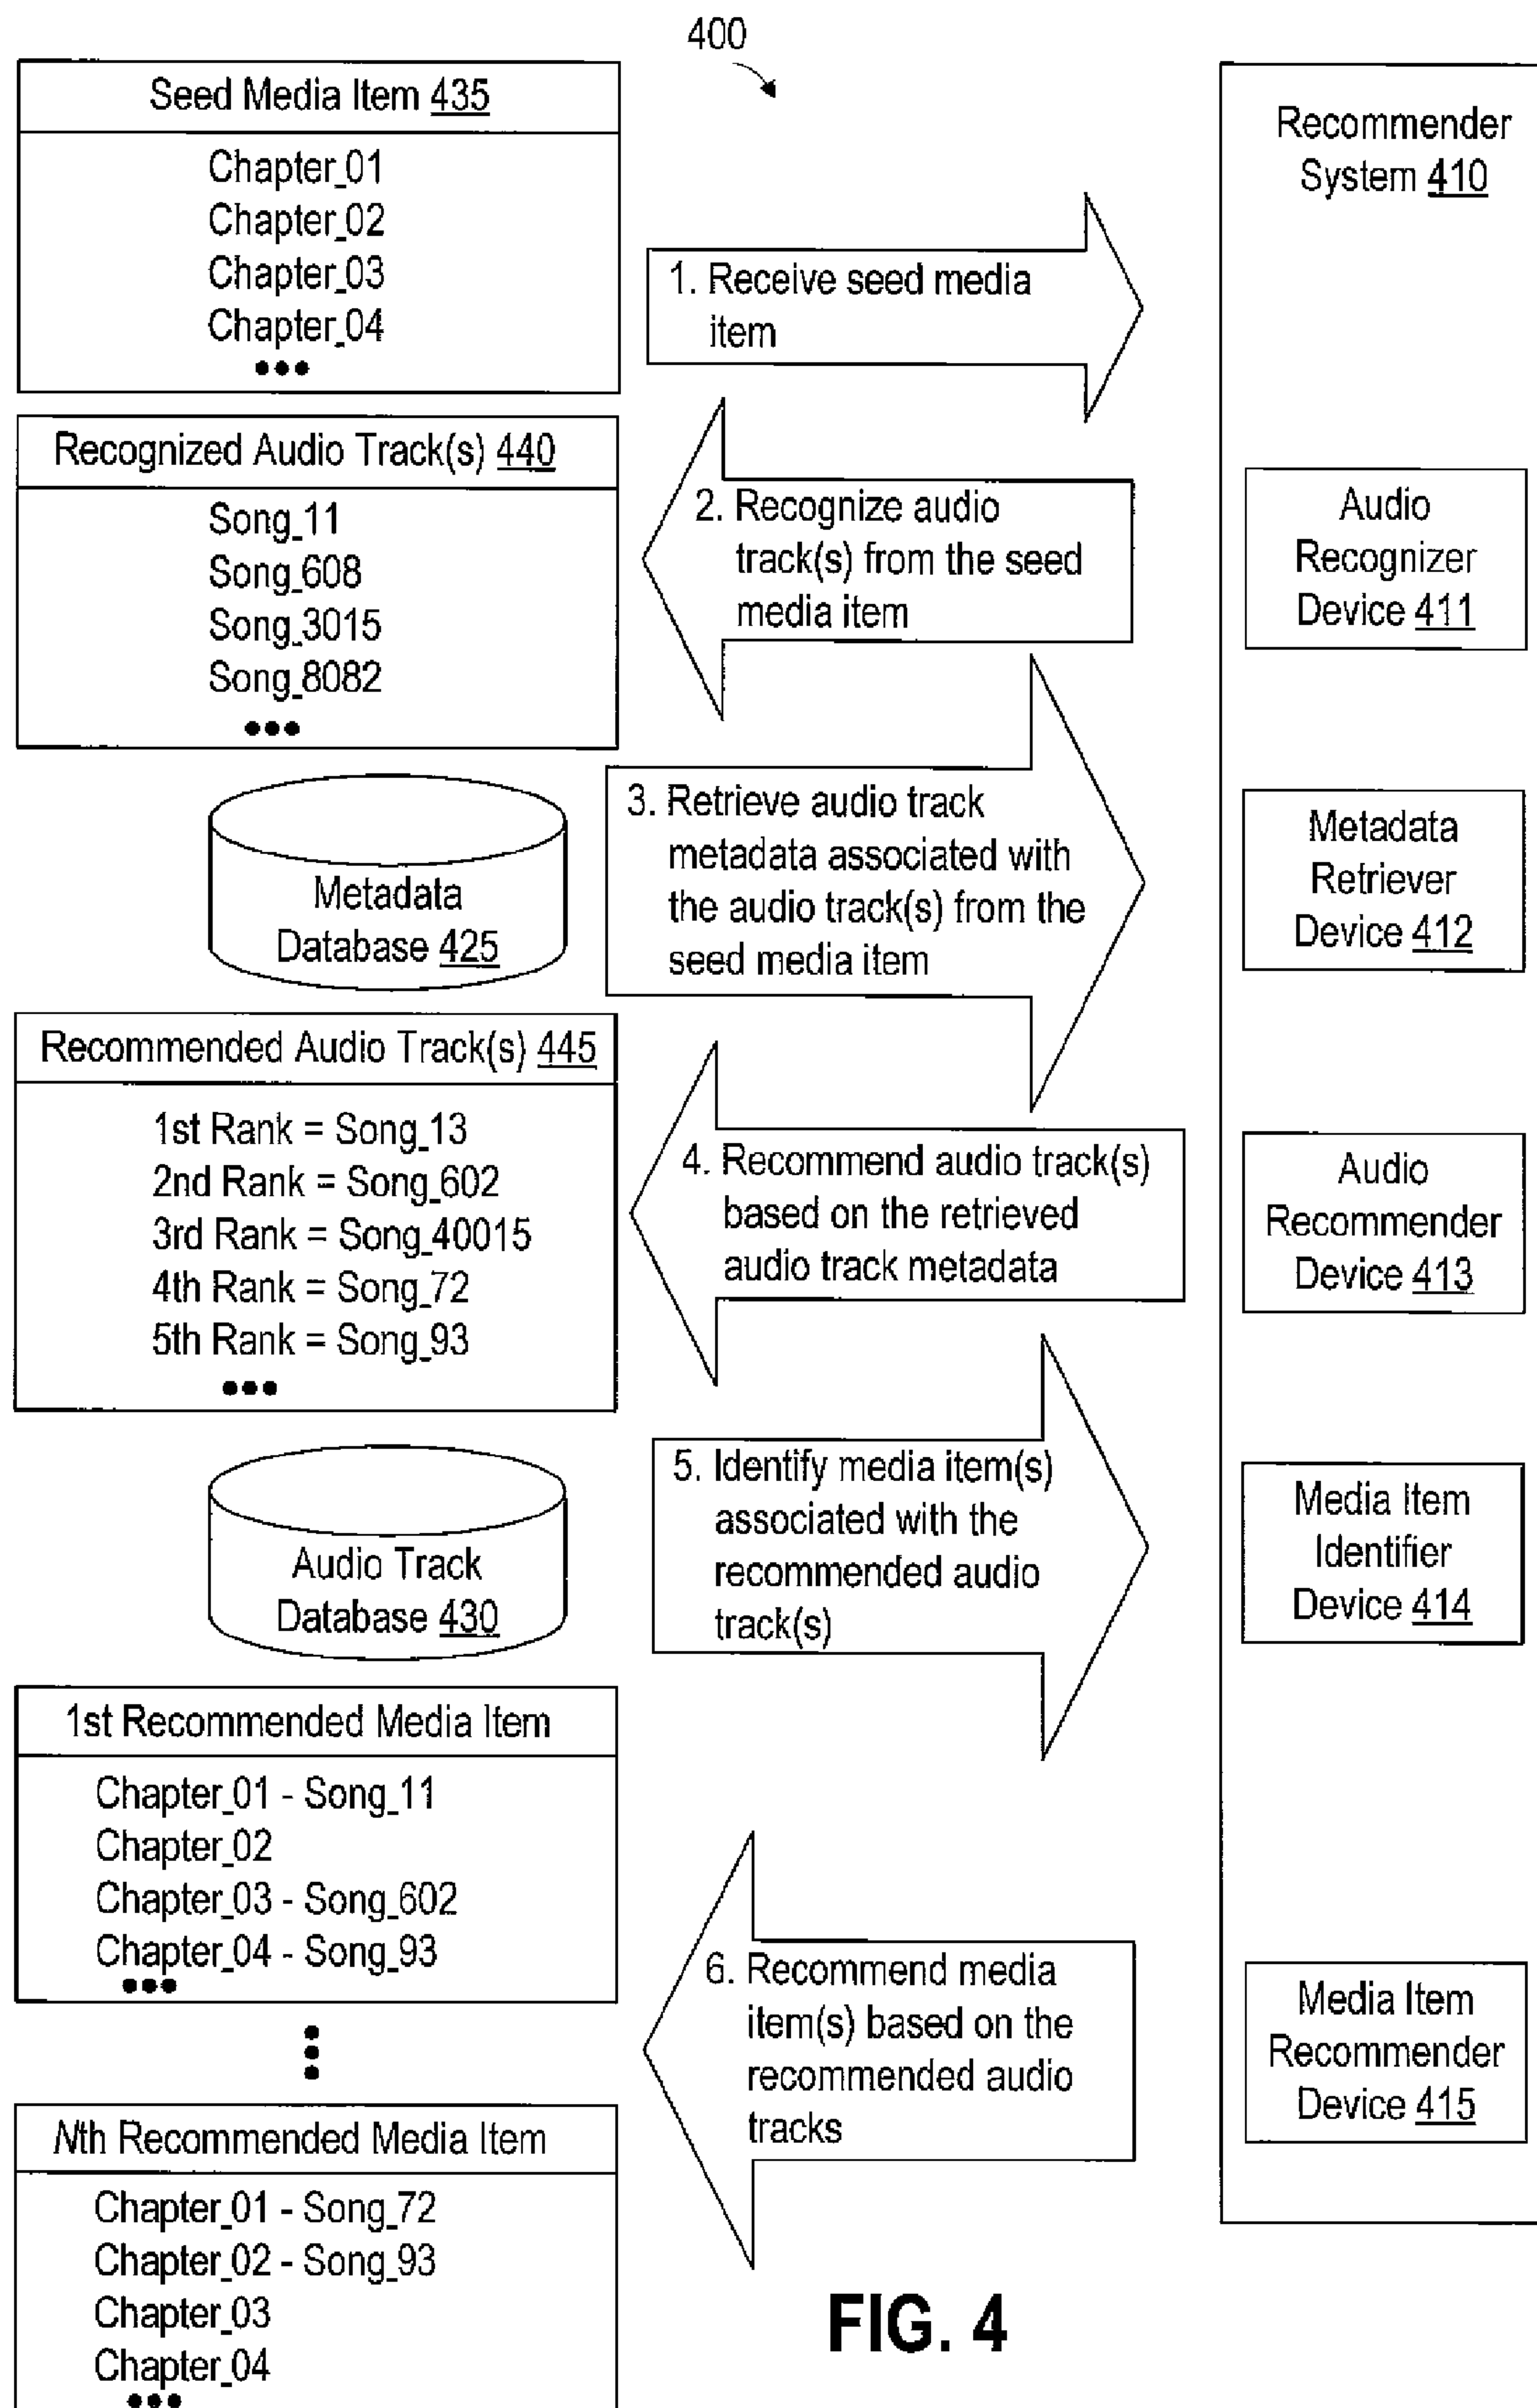 400
Seed Media Item 435
Chapter_01
Chapter_02
Chapter_03
Chapter_04
•••
Recommender
System 410
1. Receive seed media
item
Recognized Audio Track(s) 440
Song_11
Song_608
Song_3015
Song_8082
•••
2. Recognize audio
track(s) from the seed
media item
Audio
Recognizer
Device 411
Metadata
Database 425
3. Retrieve audio track
metadata associated with
the audio track(s) from the
seed media item
Metadata
Retriever
Device 412
Recommended Audio Track(s) 445
1st Rank = Song_13
2nd Rank = Song_602
3rd Rank = Song_40015
4th Rank = Song_72
5th Rank = Song_93
•••
4. Recommend audio track(s)
based on the retrieved
audio track metadata
Audio
Recommender
Device 413
Audio Track
Database 430
5. Identify media item(s)
associated with the
recommended audio
track(s)
Media Item
Identifier
Device 414
1st Recommended Media Item
Chapter_01 - Song_11
Chapter_02
Chapter_03 - Song_602
Chapter_04 - Song_93
•••
6. Recommend media
item(s) based on the
recommended audio
tracks
Media Item
Recommender
Device 415
Nth Recommended Media Item
Chapter_01 - Song_72
Chapter_02 - Song_93
Chapter_03
Chapter_04
•••
FIG. 4